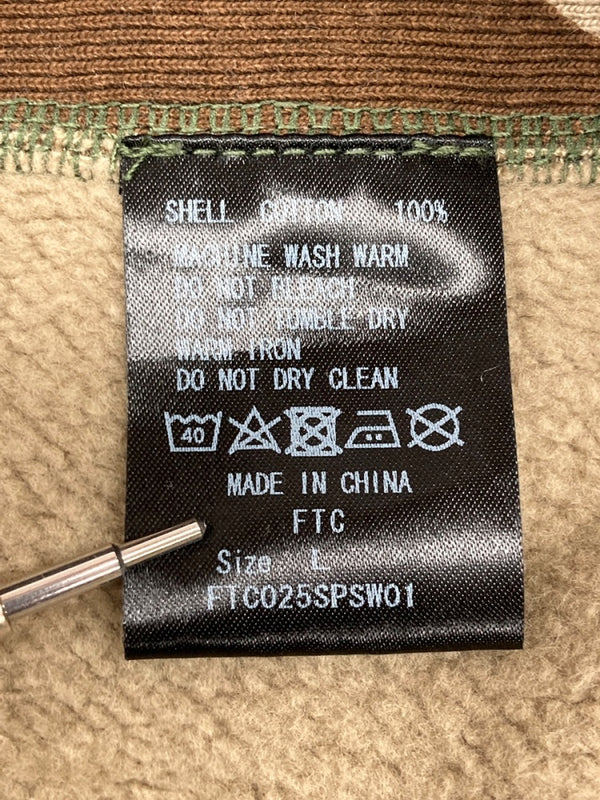 SHELL COTTON 100%
MACHINE WASH WARM
DO NOT BLEACH
DO NOT TUMBLE DRY
WARM IRON
DO NOT DRY CLEAN
40
MADE IN CHINA
FTC
Size L
FTC025SPSW01